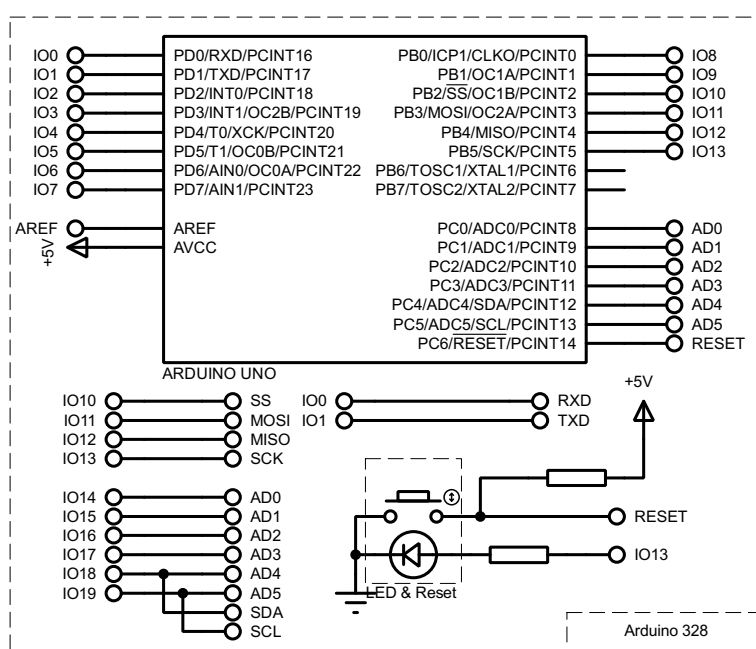 IO0 PD0/RXD/PCINT16 PB0/ICP1/CLKO/PCINT0 IO8
IO1 PD1/TXD/PCINT17 PB1/OC1A/PCINT1 IO9
IO2 PD2/INT0/PCINT18 PB2/SS/OC1B/PCINT2 IO10
IO3 PD3/INT1/OC2B/PCINT19 PB3/MOSI/OC2A/PCINT3 IO11
IO4 PD4/T0/XCK/PCINT20 PB4/MISO/PCINT4 IO12
IO5 PD5/T1/OC0B/PCINT21 PB5/SCK/PCINT5 IO13
IO6 PD6/AIN0/OC0A/PCINT22 PB6/TOSC1/XTAL1/PCINT6
IO7 PD7/AIN1/PCINT23 PB7/TOSC2/XTAL2/PCINT7
AREF AREF PC0/ADC0/PCINT8 AD0
+5V AVCC PC1/ADC1/PCINT9 AD1
PC2/ADC2/PCINT10 AD2
PC3/ADC3/PCINT11 AD3
PC4/ADC4/SDA/PCINT12 AD4
PC5/ADC5/SCL/PCINT13 AD5
PC6/RESET/PCINT14 RESET
ARDUINO UNO
IO10 SS IO0 RXD
IO11 MOSI IO1 TXD
IO12 MISO
IO13 SCK
+5V
IO14 AD0
IO15 AD1 RESET
IO16 AD2
IO17 AD3 IO13
IO18 AD4
IO19 AD5 LED & Reset
SDA
SCL Arduino 328